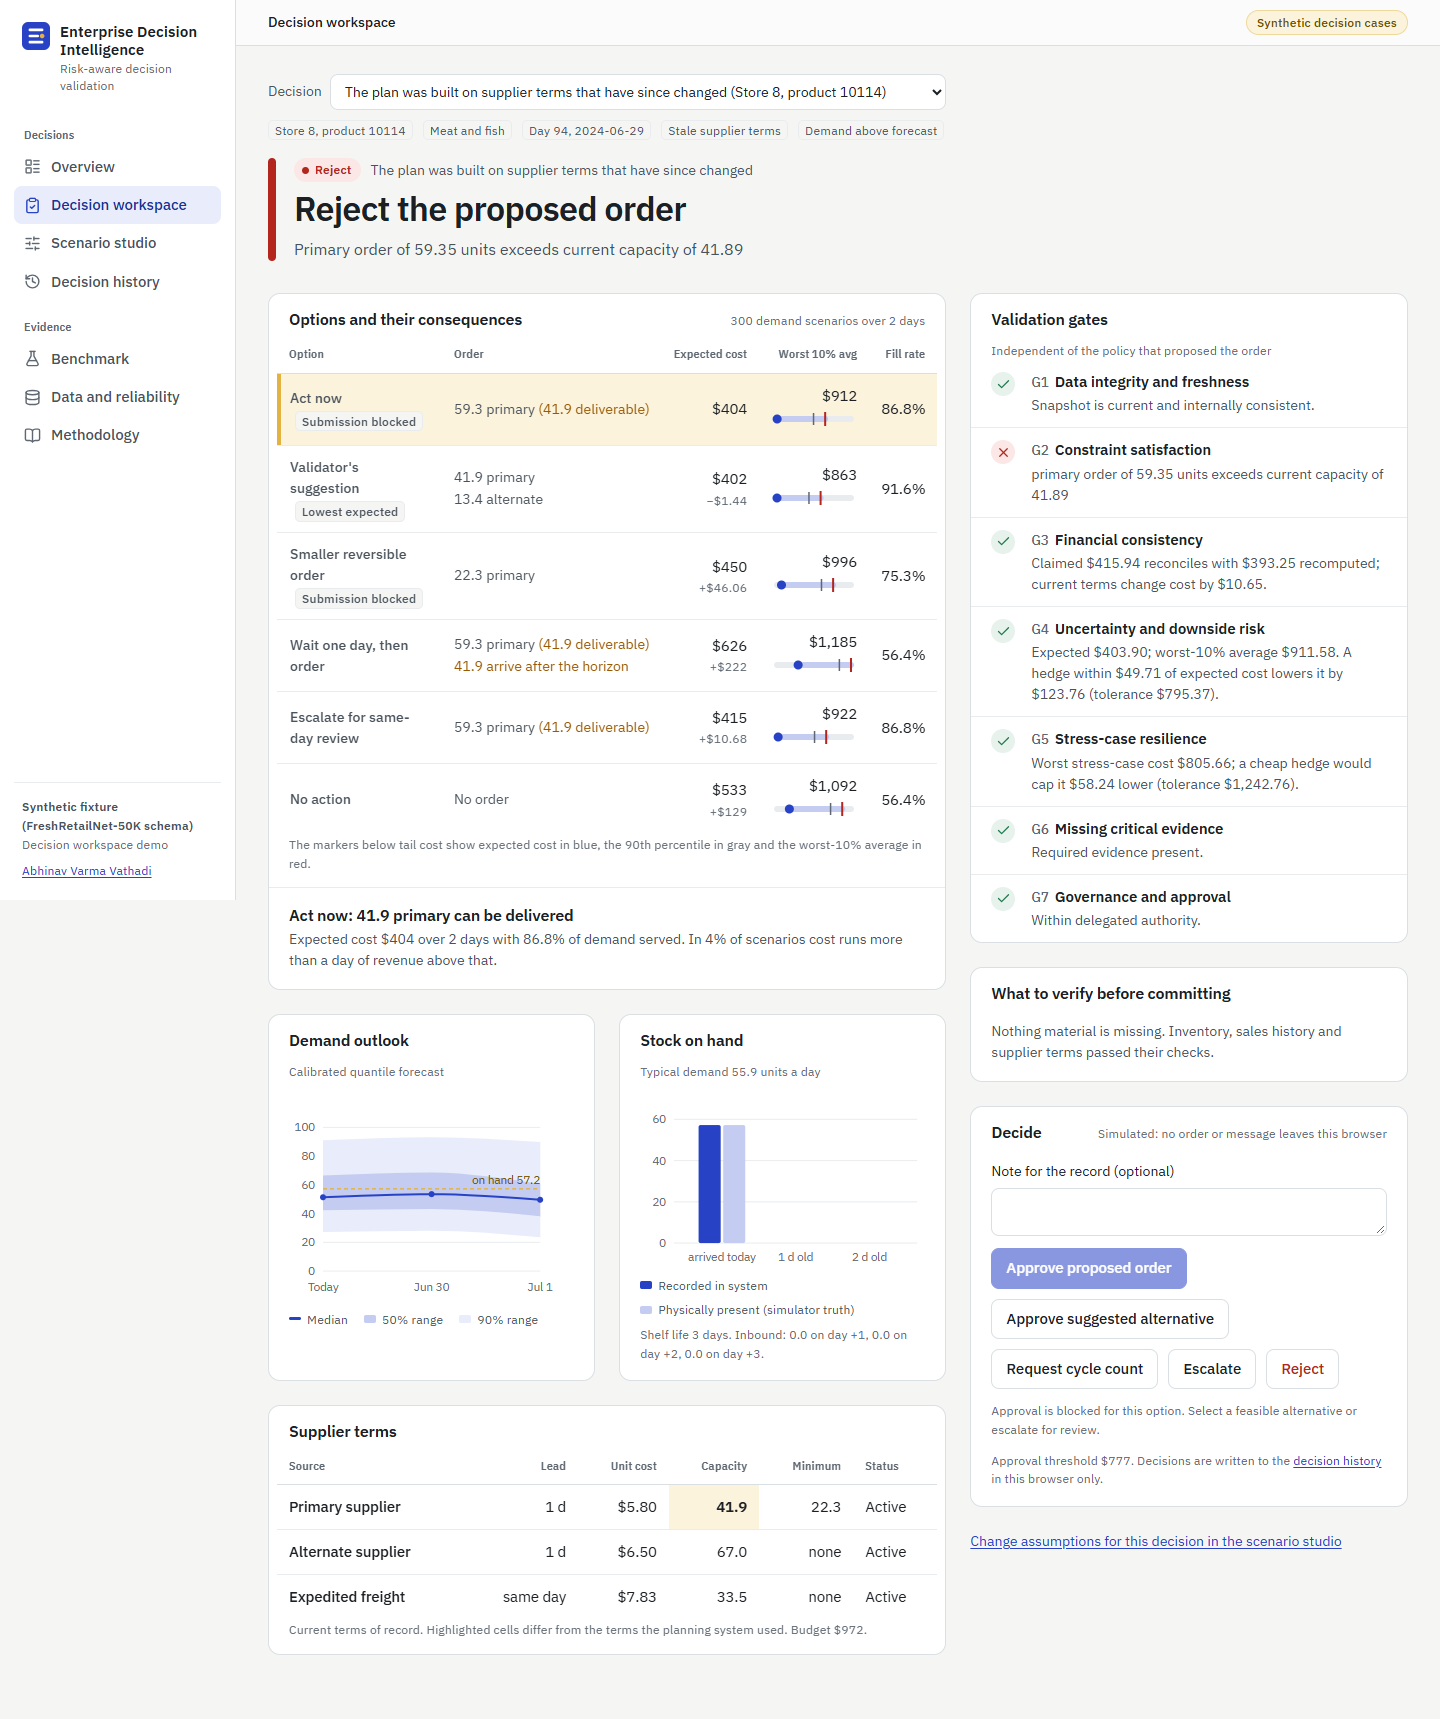 Enterprise Decision
Intelligence
Risk-aware decision
validation
Decisions
Overview
Decision workspace
Scenario studio
Decision history
Evidence
Benchmark
Data and reliability
Methodology
Synthetic fixture
(FreshRetailNet-50K schema)
Decision workspace demo
Abhinav Varma Vathadi
Decision workspace
Synthetic decision cases
Decision
The plan was built on supplier terms that have since changed (Store 8, product 10114)
Store 8, product 10114
Meat and fish
Day 94, 2024-06-29
Stale supplier terms
Demand above forecast
Reject
The plan was built on supplier terms that have since changed
Reject the proposed order
Primary order of 59.35 units exceeds current capacity of 41.89
Options and their consequences
300 demand scenarios over 2 days
Option Order Expected cost Worst 10% avg Fill rate
Act now
Submission blocked
59.3 primary (41.9 deliverable)
$404
$912
86.8%
Validator's
suggestion
Lowest expected
41.9 primary
13.4 alternate
$402
−$1.44
$863
91.6%
Smaller reversible
order
Submission blocked
22.3 primary
$450
+$46.06
$996
75.3%
Wait one day, then
order
59.3 primary (41.9 deliverable)
41.9 arrive after the horizon
$626
+$222
$1,185
56.4%
Escalate for same-
day review
59.3 primary (41.9 deliverable)
$415
+$10.68
$922
86.8%
No action
No order
$533
+$129
$1,092
56.4%
The markers below tail cost show expected cost in blue, the 90th percentile in gray and the worst-10% average in
red.
Act now: 41.9 primary can be delivered
Expected cost $404 over 2 days with 86.8% of demand served. In 4% of scenarios cost runs more
than a day of revenue above that.
Demand outlook
Calibrated quantile forecast
100
80
60
40
20
0
on hand 57.2
Today
Jun 30
Jul 1
Median
50% range
90% range
Stock on hand
Typical demand 55.9 units a day
60
40
20
0
arrived today
1 d old
2 d old
Recorded in system
Physically present (simulator truth)
Shelf life 3 days. Inbound: 0.0 on day +1, 0.0 on
day +2, 0.0 on day +3.
Supplier terms
Source Lead Unit cost Capacity Minimum Status
Primary supplier 1 d $5.80 41.9 22.3 Active
Alternate supplier 1 d $6.50 67.0 none Active
Expedited freight same day $7.83 33.5 none Active
Current terms of record. Highlighted cells differ from the terms the planning system used. Budget $972.
Validation gates
Independent of the policy that proposed the order
G1 Data integrity and freshness
Snapshot is current and internally consistent.
G2 Constraint satisfaction
primary order of 59.35 units exceeds current capacity of
41.89
G3 Financial consistency
Claimed $415.94 reconciles with $393.25 recomputed;
current terms change cost by $10.65.
G4 Uncertainty and downside risk
Expected $403.90; worst-10% average $911.58. A
hedge within $49.71 of expected cost lowers it by
$123.76 (tolerance $795.37).
G5 Stress-case resilience
Worst stress-case cost $805.66; a cheap hedge would
cap it $58.24 lower (tolerance $1,242.76).
G6 Missing critical evidence
Required evidence present.
G7 Governance and approval
Within delegated authority.
What to verify before committing
Nothing material is missing. Inventory, sales history and
supplier terms passed their checks.
Decide
Simulated: no order or message leaves this browser
Note for the record (optional)
Approve proposed order
Approve suggested alternative
Request cycle count
Escalate
Reject
Approval is blocked for this option. Select a feasible alternative or
escalate for review.
Approval threshold $777. Decisions are written to the decision history
in this browser only.
Change assumptions for this decision in the scenario studio